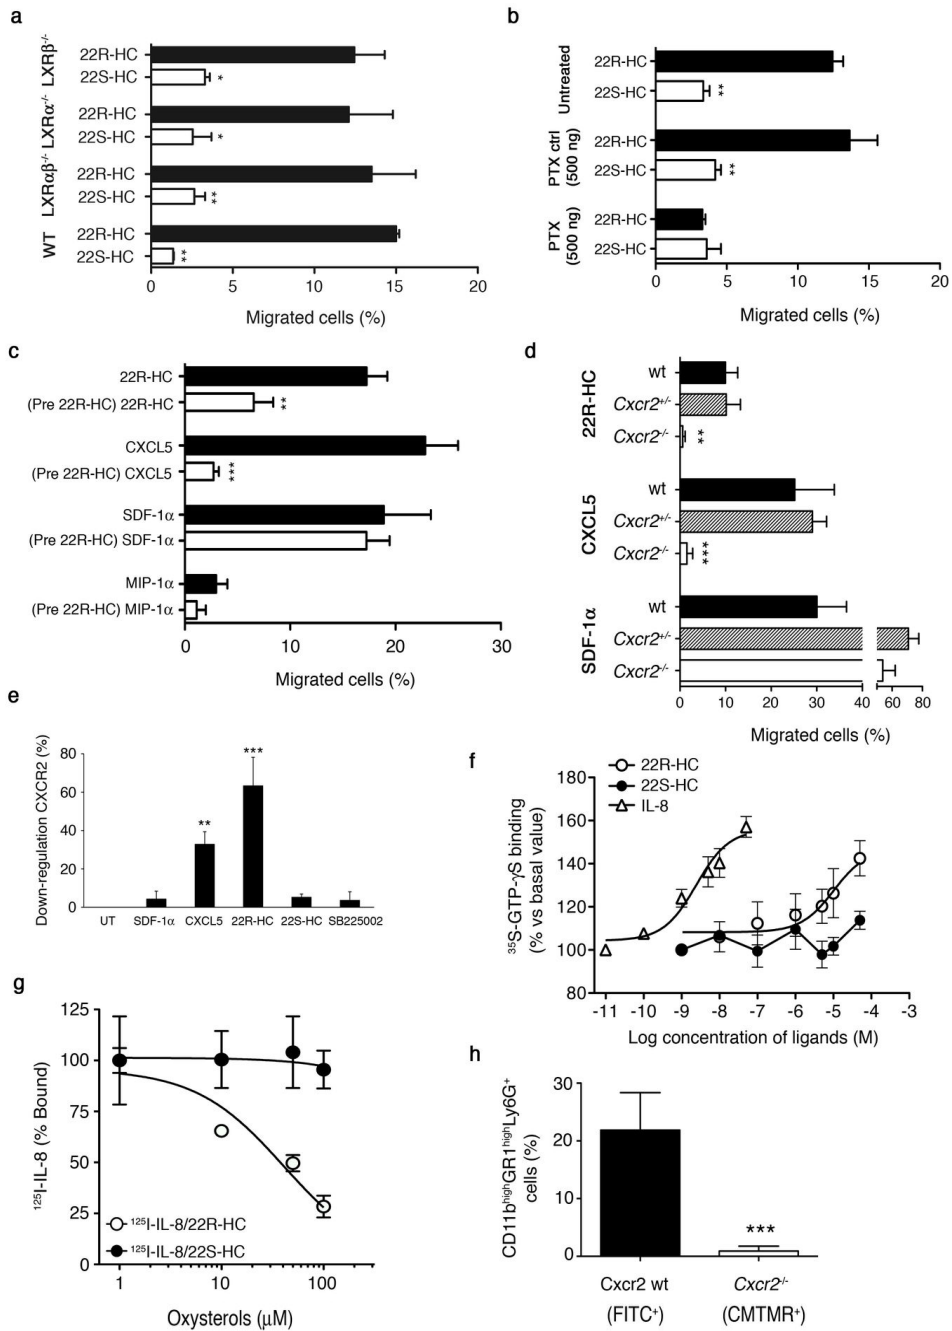 a
LXRβ-/-
22R-HC
22S-HC
*
LXRα-/-
22R-HC
22S-HC
*
LXRαβ-/-
22R-HC
22S-HC
**
WT
22R-HC
22S-HC
**
0 5 10 15 20
Migrated cells (%)
b
Untreated
22R-HC
22S-HC
**
PTX ctrl
(500 ng)
22R-HC
22S-HC
**
PTX
(500 ng)
22R-HC
22S-HC
0 5 10 15 20
Migrated cells (%)
c
22R-HC
(Pre 22R-HC) 22R-HC
**
CXCL5
(Pre 22R-HC) CXCL5
***
SDF-1α
(Pre 22R-HC) SDF-1α
MIP-1α
(Pre 22R-HC) MIP-1α
0 10 20 30
Migrated cells (%)
d
22R-HC
wt
Cxcr2+/-
Cxcr2-/-
**
CXCL5
wt
Cxcr2+/-
Cxcr2-/-
***
SDF-1α
wt
Cxcr2+/-
Cxcr2-/-
0 10 20 30 40 60 80
Migrated cells (%)
e
Down-regulation CXCR2 (%)
80
60
40
20
0
**
***
UT SDF-1α CXCL5 22R-HC 22S-HC SB225002
f
22R-HC
22S-HC
IL-8
35S-GTP-γS binding
(% vs basal value)
180
160
140
120
100
80
-11 -10 -9 -8 -7 -6 -5 -4 -3
Log concentration of ligands (M)
g
125I-IL-8 (% Bound)
125
100
75
50
25
0
125I-IL-8/22R-HC
125I-IL-8/22S-HC
1 10 100
Oxysterols (μM)
h
CD11bhighGR1highLy6G+
cells (%)
30
20
10
0
***
Cxcr2 wt
(FITC+)
Cxcr2-/-
(CMTMR+)